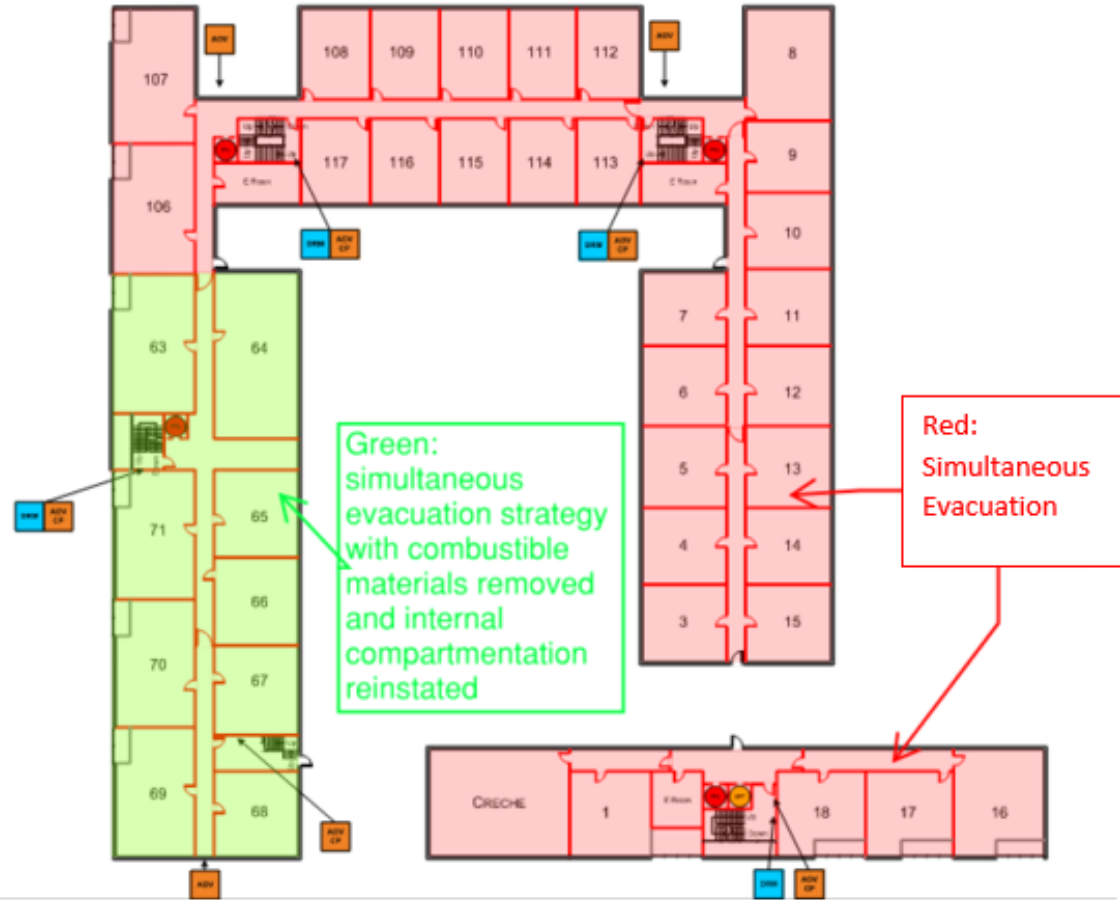 AOV
AOV
108
109
110
111
112
8
107
117
116
115
114
113
9
E Room
E Room
106
10
DRM
AOV
CP
DRM
AOV
CP
7
11
63
64
6
12
Green:
simultaneous
evacuation strategy
with combustible
materials removed
and internal
compartmentation
reinstated
Red:
Simultaneous
Evacuation
5
13
DRM
AOV
CP
71
65
4
14
66
3
15
70
67
69
68
AOV
CP
AOV
CRECHE
1
E Room
18
17
16
DRM
AOV
CP